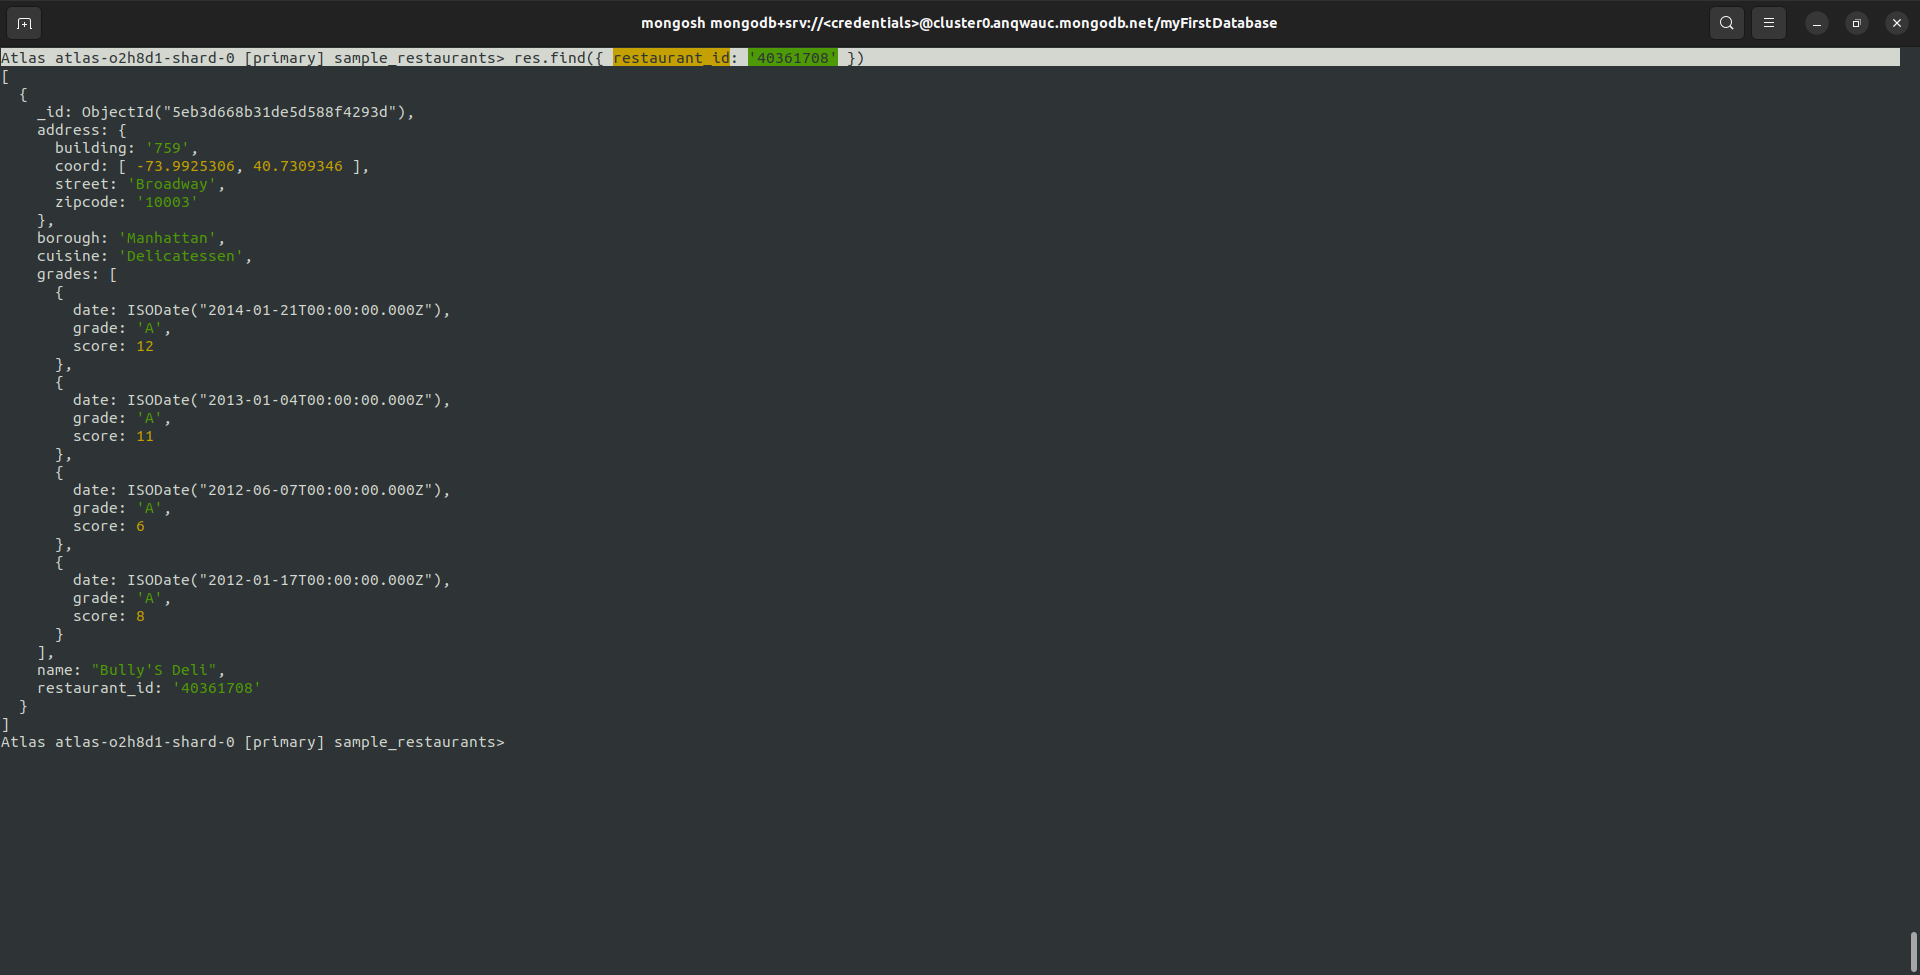 mongosh mongodb+srv://<credentials>@cluster0.anqwauc.mongodb.net/myFirstDatabase
Atlas atlas-o2h8d1-shard-0 [primary] sample_restaurants> res.find({ restaurant_id: '40361708' })
[
  {
    _id: ObjectId("5eb3d668b31de5d588f4293d"),
    address: {
      building: '759',
      coord: [ -73.9925306, 40.7309346 ],
      street: 'Broadway',
      zipcode: '10003'
    },
    borough: 'Manhattan',
    cuisine: 'Delicatessen',
    grades: [
      {
        date: ISODate("2014-01-21T00:00:00.000Z"),
        grade: 'A',
        score: 12
      },
      {
        date: ISODate("2013-01-04T00:00:00.000Z"),
        grade: 'A',
        score: 11
      },
      {
        date: ISODate("2012-06-07T00:00:00.000Z"),
        grade: 'A',
        score: 6
      },
      {
        date: ISODate("2012-01-17T00:00:00.000Z"),
        grade: 'A',
        score: 8
      }
    ],
    name: "Bully'S Deli",
    restaurant_id: '40361708'
  }
]
Atlas atlas-o2h8d1-shard-0 [primary] sample_restaurants>